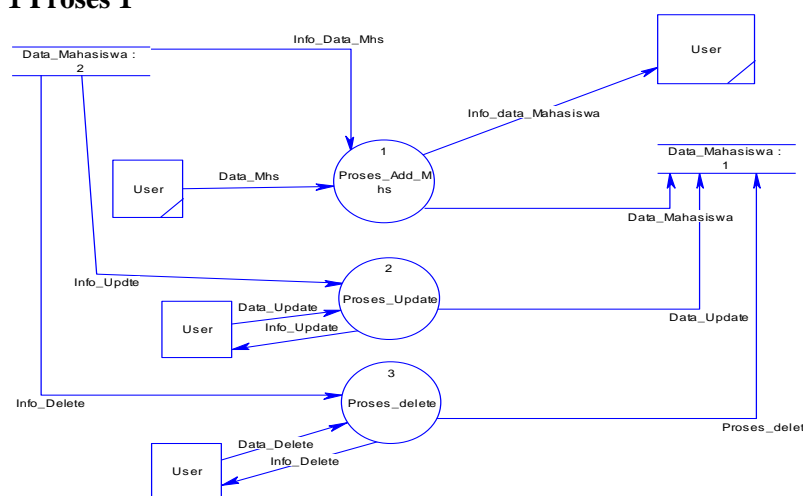 1 Proses 1
Info_Data_Mhs
User
Data_Mahasiswa :
2
Info_data_Mahasiswa
1
Proses_Add_M
hs
Data_Mahasiswa :
1
User
Data_Mhs
Data_Mahasiswa
2
Proses_Update
Info_Updte
Data_Update
Info_Update
User
Data_Update
3
Proses_delete
Info_Delete
Proses_delet
Data_Delete
Info_Delete
User